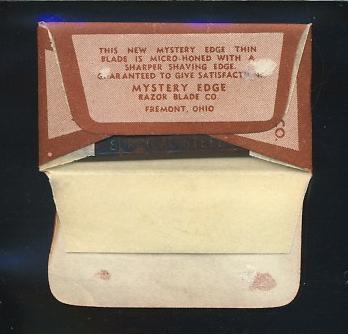 THIS NEW MYSTERY EDGE THIN
BLADE IS MICRO-HONED WITH A
SHARPER SHAVING EDGE.
GUARANTEED TO GIVE
MYSTERY EDGE
RAZOR BLADE CO.
FREMONT, OHIO
CO.